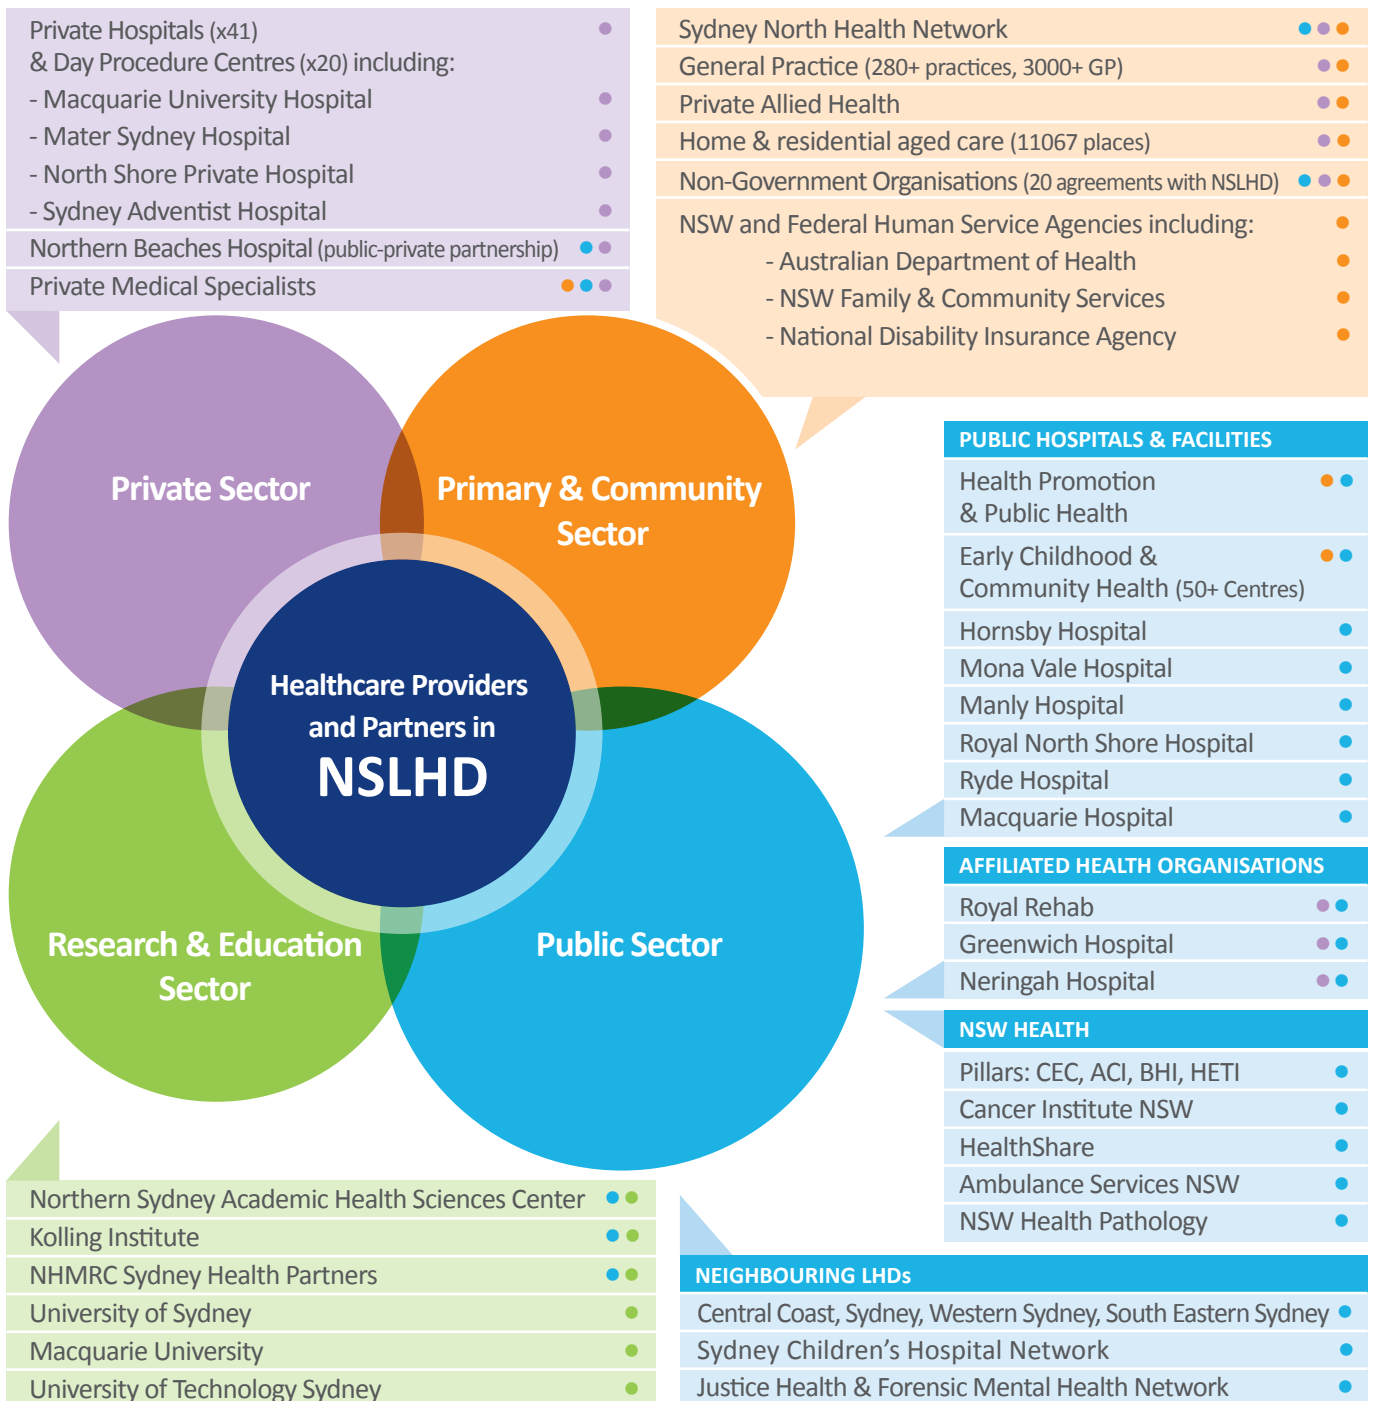 Private Hospitals (x41)
& Day Procedure Centres (x20) including:
- Macquarie University Hospital
- Mater Sydney Hospital
- North Shore Private Hospital
- Sydney Adventist Hospital
Northern Beaches Hospital (public-private partnership)
Private Medical Specialists
Sydney North Health Network
General Practice (280+ practices, 3000+ GP)
Private Allied Health
Home & residential aged care (11067 places)
Non-Government Organisations (20 agreements with NSLHD)
NSW and Federal Human Service Agencies including:
- Australian Department of Health
- NSW Family & Community Services
- National Disability Insurance Agency
Private Sector
Primary & Community
Sector
Healthcare Providers
and Partners in
NSLHD
Research & Education
Sector
Public Sector
PUBLIC HOSPITALS & FACILITIES
Health Promotion
& Public Health
Early Childhood &
Community Health (50+ Centres)
Hornsby Hospital
Mona Vale Hospital
Manly Hospital
Royal North Shore Hospital
Ryde Hospital
Macquarie Hospital
AFFILIATED HEALTH ORGANISATIONS
Royal Rehab
Greenwich Hospital
Neringah Hospital
NSW HEALTH
Pillars: CEC, ACI, BHI, HETI
Cancer Institute NSW
HealthShare
Ambulance Services NSW
NSW Health Pathology
Northern Sydney Academic Health Sciences Center
Kolling Institute
NHMRC Sydney Health Partners
University of Sydney
Macquarie University
University of Technology Sydney
NEIGHBOURING LHDs
Central Coast, Sydney, Western Sydney, South Eastern Sydney
Sydney Children's Hospital Network
Justice Health & Forensic Mental Health Network